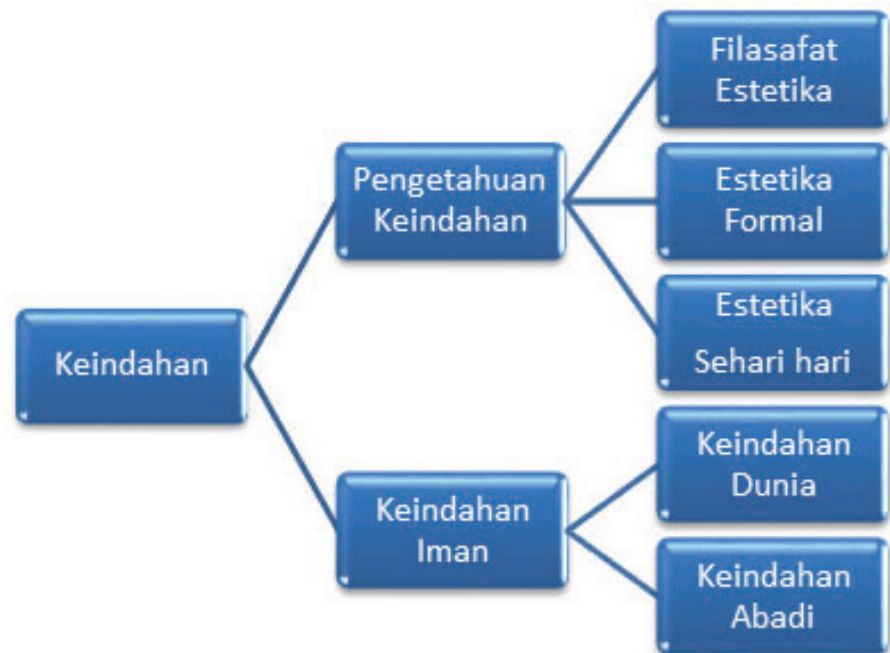 Keindahan
Pengetahuan
Keindahan
Filasafat
Estetika
Estetika
Formal
Estetika
Sehari hari
Keindahan
Iman
Keindahan
Dunia
Keindahan
Abadi